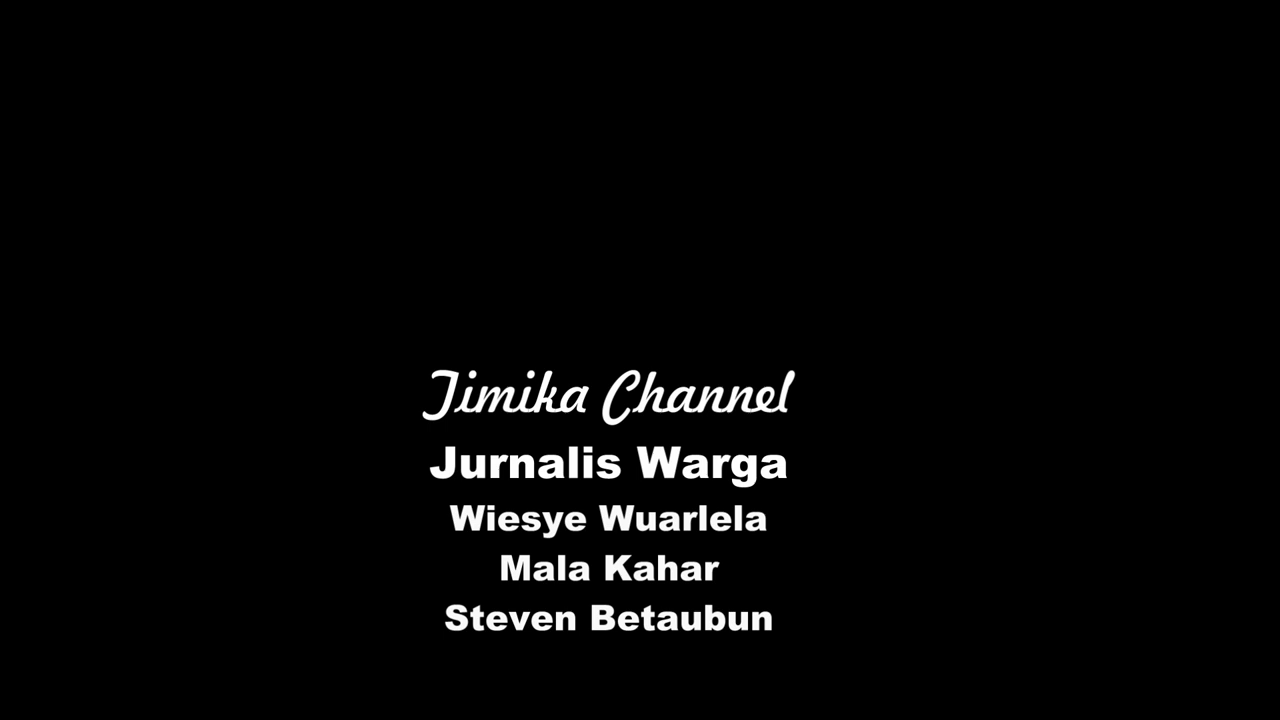 Timika Channel
Jurnalis Warga
Wiesye Wuarlela
Mala Kahar
Steven Betaubun